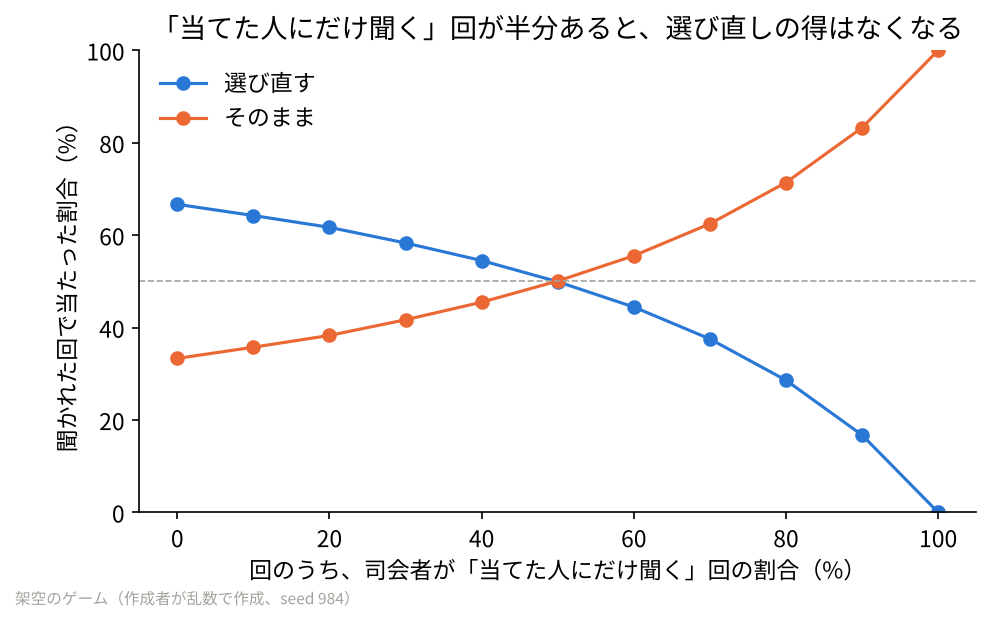 「当てた人にだけ聞く」回が半分あると、選び直しの得はなくなる
選び直す
そのまま
聞かれた回で当たった割合（%）
100
80
60
40
20
0
0 20 40 60 80 100
回のうち、司会者が「当てた人にだけ聞く」回の割合（%）
架空のゲーム（作成者が乱数で作成、seed 984）